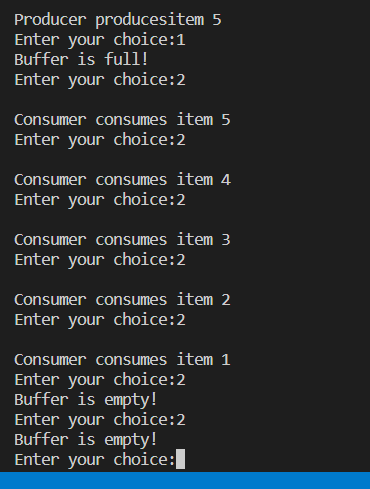 Producer producesitem 5
Enter your choice:1
Buffer is full!
Enter your choice:2
Consumer consumes item 5
Enter your choice:2
Consumer consumes item 4
Enter your choice:2
Consumer consumes item 3
Enter your choice:2
Consumer consumes item 2
Enter your choice:2
Consumer consumes item 1
Enter your choice:2
Buffer is empty!
Enter your choice:2
Buffer is empty!
Enter your choice: